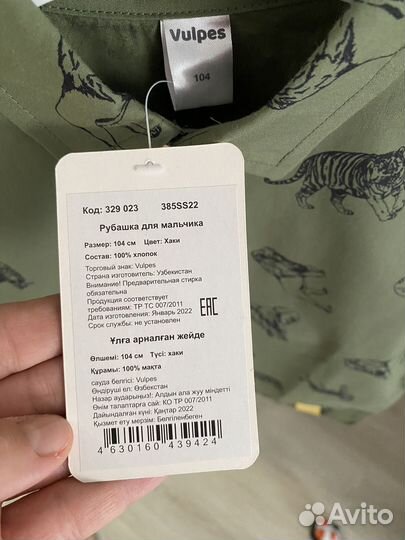 Vulpes
104
Код: 329 023 385SS22
Рубашка для мальчика
Размер: 104 см Цвет: Хаки
Состав: 100% хлопок
Торговый знак: Vulpes
Страна изготовитель: Узбекистан
Внимание! Предварительная стирка
обязательна
Продукция соответствует
требованиям: ТР ТС 007/2011
Дата изготовления: Январь 2022
Срок службы: не установлен
EAC
Ұлға арналған жейде
Өлшемі: 104 см Түсі: хаки
Құрамы: 100% мақта
сауда белгісі: Vulpes
Өндіруші ел: Өзбекстан
Назар аударыңыз!. Алдын ала жуу міндетті
Өнім талаптарға сай: КО ТР 007/2011
Дайындалған күні: Қаңтар 2022
Қызмет ету мерзім: Белгіленбеген
4 630160 439424
Avito